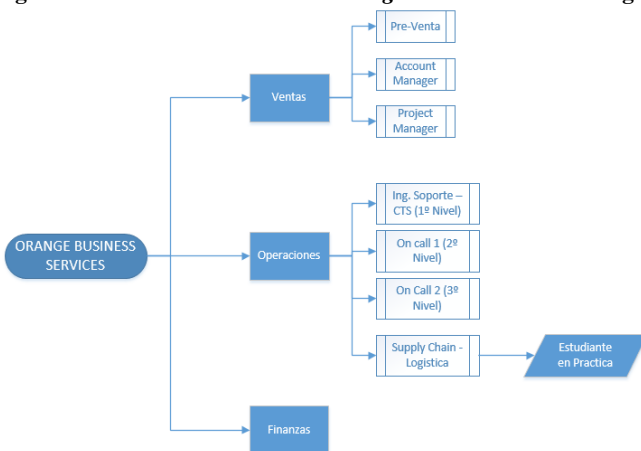 Pre-Venta
Account
Manager
Ventas
Project
Manager
Ing. Soporte –
CTS (1º Nivel)
ORANGE BUSINESS
SERVICES
Operaciones
On call 1 (2º
Nivel)
On Call 2 (3º
Nivel)
Supply Chain -
Logistica
Estudiante
en Practica
Finanzas